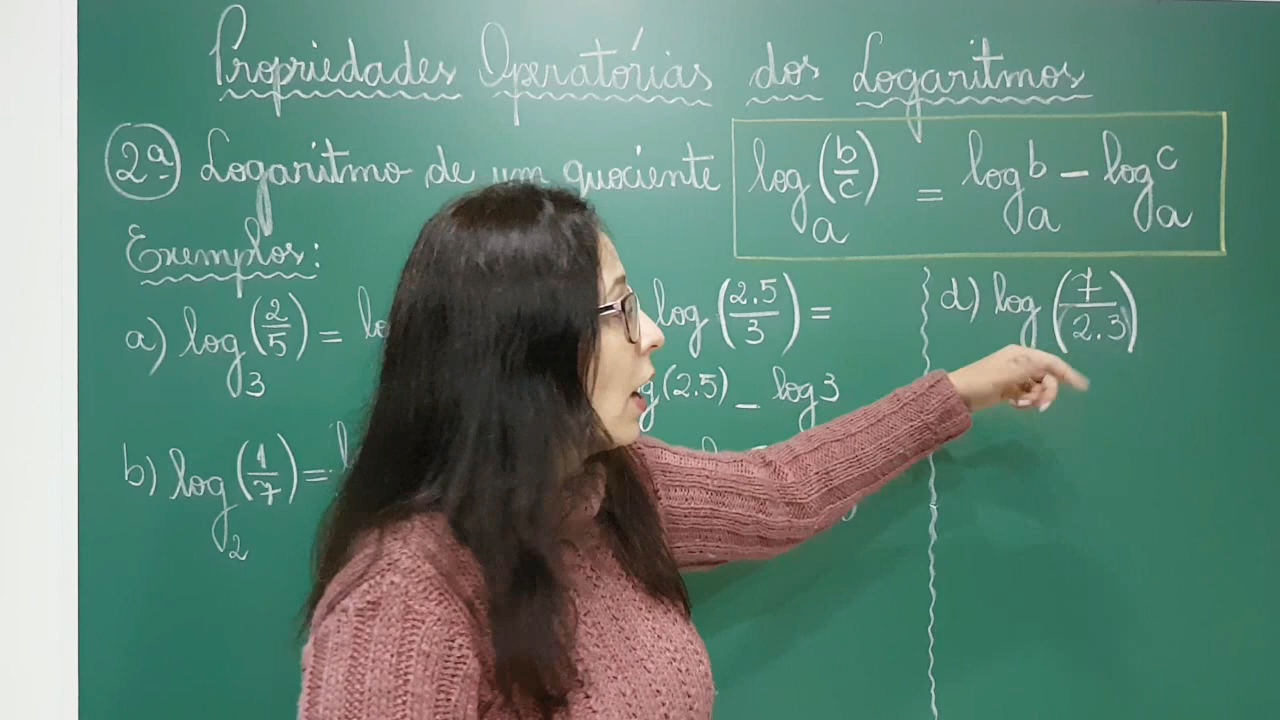 Propriedades Operatórias dos Logaritmos
2ª Logaritmo de um quociente log_a (b/c) = log_a^b - log_a^c
Exemplos:
a) log_3 (2/5) =
b) log_2 (1/7) =
log (2.5/3) =
(2.5) - log 3
d) log (7/2.3)